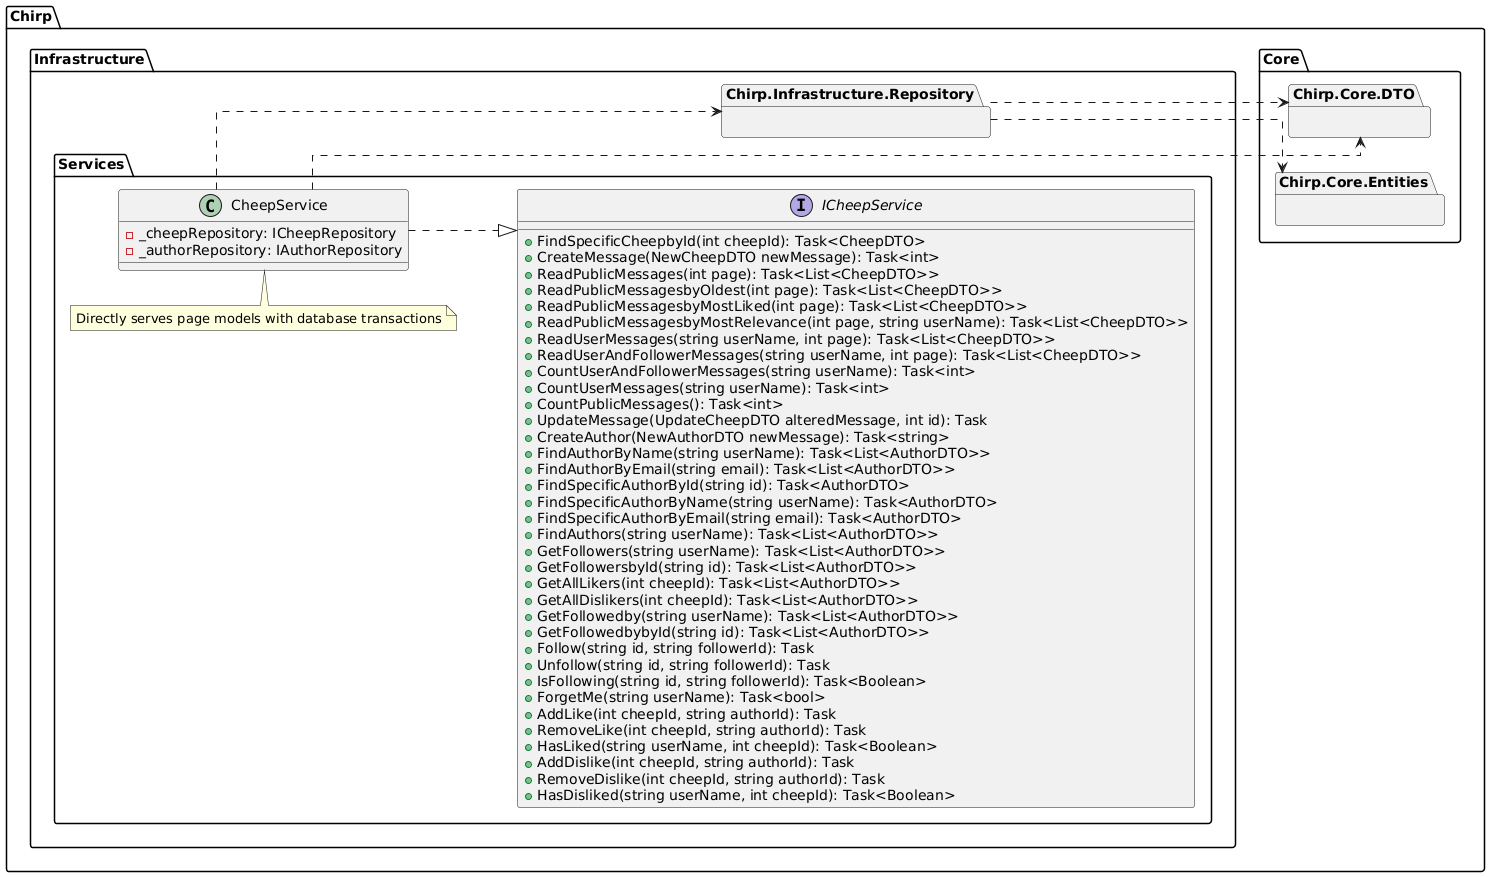 Chirp
Infrastructure
Core
Chirp.Infrastructure.Repository
Chirp.Core.DTO
Services
Chirp.Core.Entities
C CheepService
_cheepRepository: ICheepRepository
_authorRepository: IAuthorRepository
Directly serves page models with database transactions
I ICheepService
FindSpecificCheepbyId(int cheepId): Task<CheepDTO>
CreateMessage(NewCheepDTO newMessage): Task<int>
ReadPublicMessages(int page): Task<List<CheepDTO>>
ReadPublicMessagesbyOldest(int page): Task<List<CheepDTO>>
ReadPublicMessagesbyMostLiked(int page): Task<List<CheepDTO>>
ReadPublicMessagesbyMostRelevance(int page, string userName): Task<List<CheepDTO>>
ReadUserMessages(string userName, int page): Task<List<CheepDTO>>
ReadUserAndFollowerMessages(string userName, int page): Task<List<CheepDTO>>
CountUserAndFollowerMessages(string userName): Task<int>
CountUserMessages(string userName): Task<int>
CountPublicMessages(): Task<int>
UpdateMessage(UpdateCheepDTO alteredMessage, int id): Task
CreateAuthor(NewAuthorDTO newMessage): Task<string>
FindAuthorByName(string userName): Task<List<AuthorDTO>>
FindAuthorByEmail(string email): Task<List<AuthorDTO>>
FindSpecificAuthorById(string id): Task<AuthorDTO>
FindSpecificAuthorByName(string userName): Task<AuthorDTO>
FindSpecificAuthorByEmail(string email): Task<AuthorDTO>
FindAuthors(string userName): Task<List<AuthorDTO>>
GetFollowers(string userName): Task<List<AuthorDTO>>
GetFollowersbyId(string id): Task<List<AuthorDTO>>
GetAllLikers(int cheepId): Task<List<AuthorDTO>>
GetAllDislikers(int cheepId): Task<List<AuthorDTO>>
GetFollowedby(string userName): Task<List<AuthorDTO>>
GetFollowedbybyId(string id): Task<List<AuthorDTO>>
Follow(string id, string followerId): Task
Unfollow(string id, string followerId): Task
IsFollowing(string id, string followerId): Task<Boolean>
ForgetMe(string userName): Task<bool>
AddLike(int cheepId, string authorId): Task
RemoveLike(int cheepId, string authorId): Task
HasLiked(string userName, int cheepId): Task<Boolean>
AddDislike(int cheepId, string authorId): Task
RemoveDislike(int cheepId, string authorId): Task
HasDisliked(string userName, int cheepId): Task<Boolean>